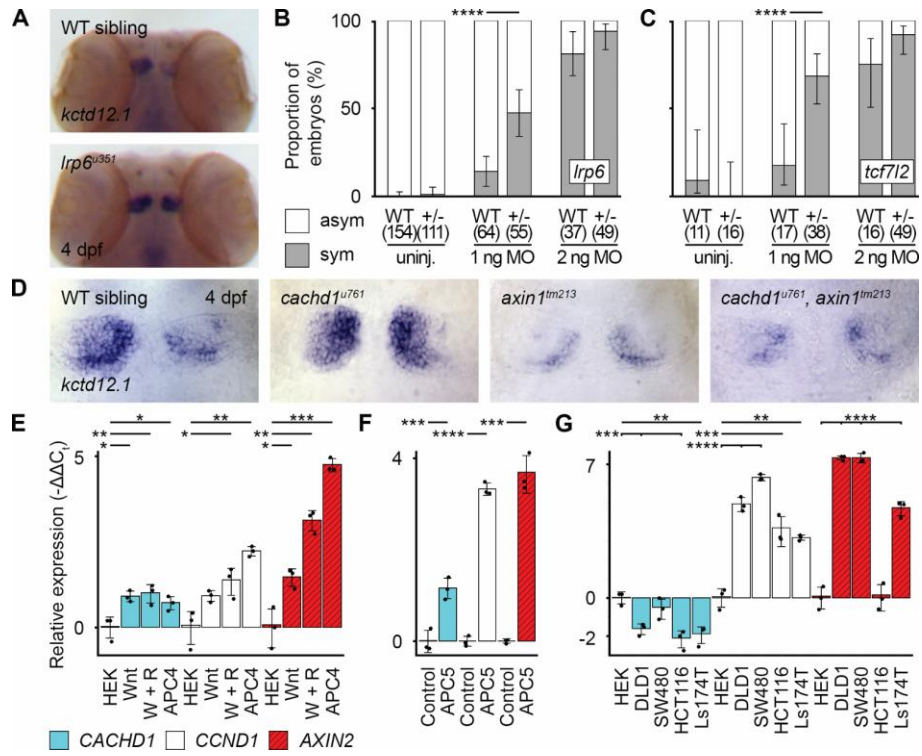 A
WT sibling
kctd12.1
lrp6u351
4 dpf
B
Proportion of
embryos (%)
100
50
0
****
lrp6
WT +/- WT +/- WT +/-
(154)(111) (64) (55) (37) (49)
uninj. 1 ng MO 2 ng MO
asym
sym
C
100
50
0
****
tcf7l2
WT +/- WT +/- WT +/-
(11) (16) (17) (38) (16) (49)
uninj. 1 ng MO 2 ng MO
D
WT sibling 4 dpf
kctd12.1
cachd1u761
axin1tm213
cachd1u761, axin1tm213
E
Relative expression (-ΔΔCt)
5
0
* ** ***
** * **
* *
HEK Wnt W + R APC4 HEK Wnt W + R APC4 HEK Wnt W + R APC4
F
4
0
*** ***
****
Control APC5 Control APC5 Control APC5
G
7
0
-2
** ** ****
*** ***
****
HEK DLD1 SW480 HCT116 Ls174T HEK DLD1 SW480 HCT116 Ls174T HEK DLD1 SW480 HCT116 Ls174T
CACHD1 CCND1 AXIN2